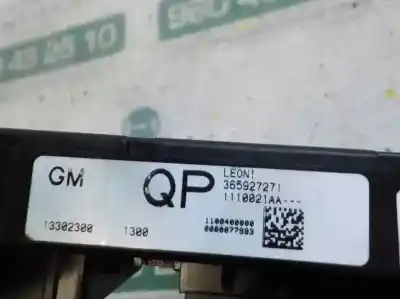 GM
QP
LEONI
365927271
1110021AA---
13302300
1300
1100400000
0000077993